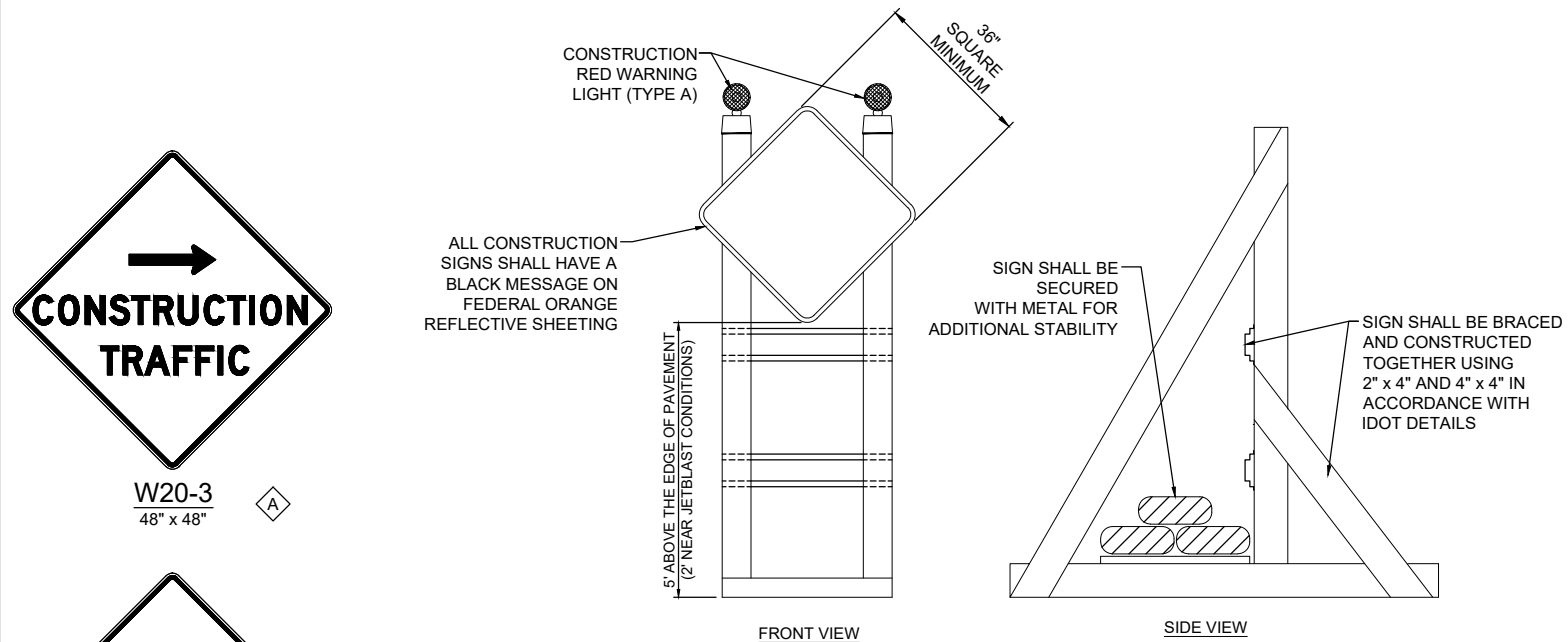 CONSTRUCTION
TRAFFIC
W20-3
48" x 48"
A
CONSTRUCTION
RED WARNING
LIGHT (TYPE A)
36"
SQUARE
MINIMUM
ALL CONSTRUCTION
SIGNS SHALL HAVE A
BLACK MESSAGE ON
FEDERAL ORANGE
REFLECTIVE SHEETING
5' ABOVE THE EDGE OF PAVEMENT
(2' NEAR JETBLAST CONDITIONS)
FRONT VIEW
SIGN SHALL BE
SECURED
WITH METAL FOR
ADDITIONAL STABILITY
SIGN SHALL BE BRACED
AND CONSTRUCTED
TOGETHER USING
2" x 4" AND 4" x 4" IN
ACCORDANCE WITH
IDOT DETAILS
SIDE VIEW